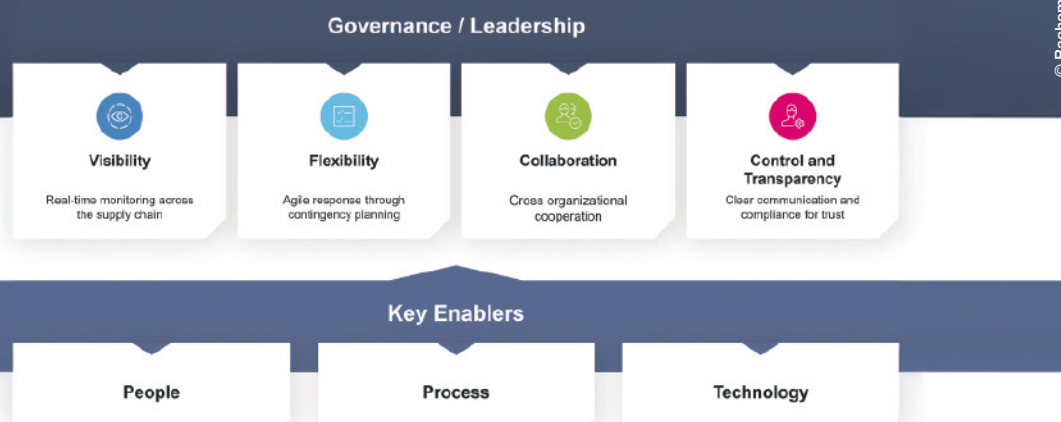 Governance / Leadership
Visibility
Real-time monitoring across
the supply chain
Flexibility
Agile response through
contingency planning
Collaboration
Cross organizational
cooperation
Control and
Transparency
Clear communication and
compliance for trust
Key Enablers
People
Process
Technology